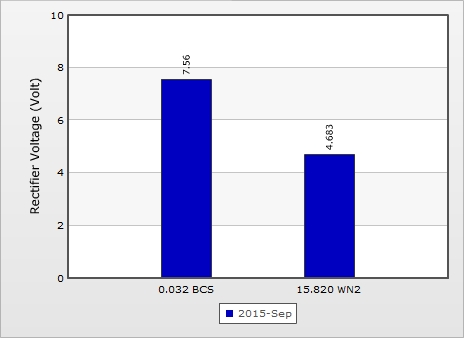 Rectifier Voltage (Volt)
10
8
6
4
2
0
7.56
4.683
0.032 BCS
15.820 WN2
2015-Sep